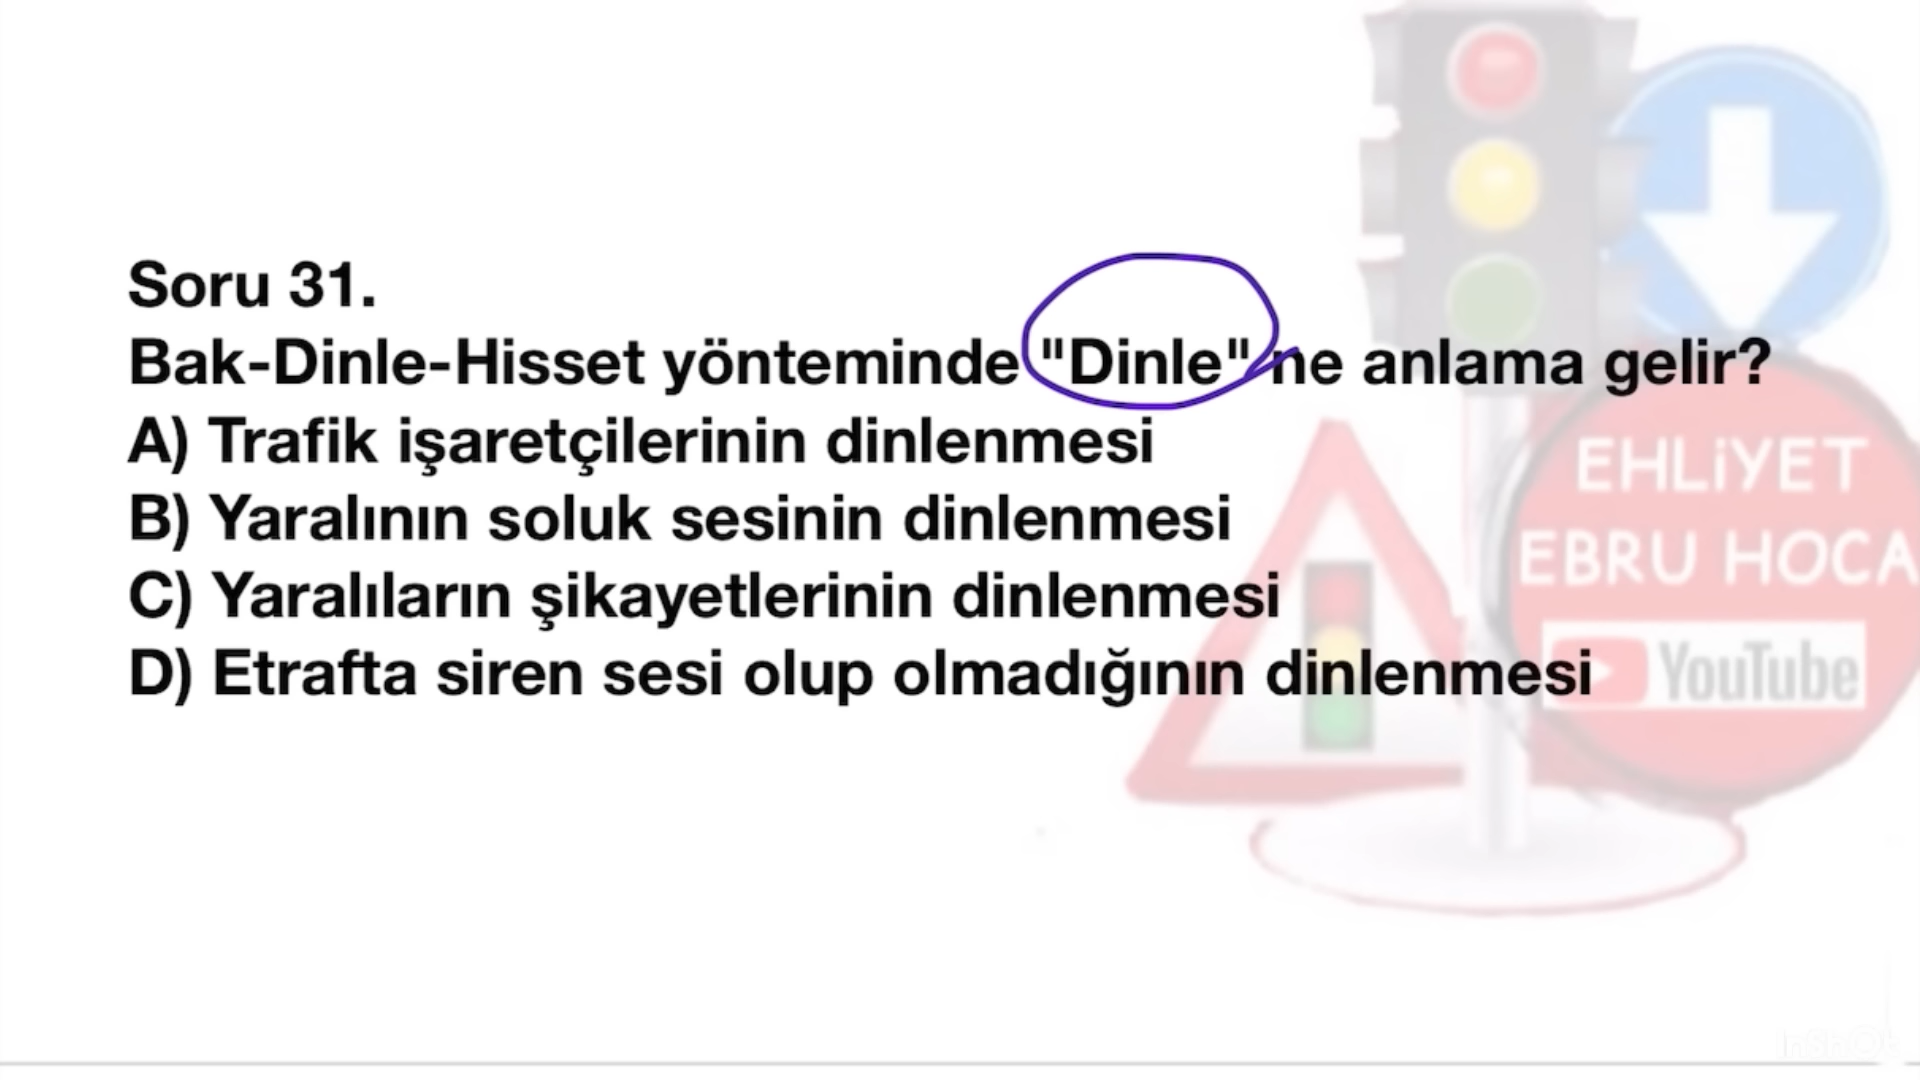 Soru 31.
Bak-Dinle-Hisset yönteminde "Dinle" ne anlama gelir?
A) Trafik işaretçilerinin dinlenmesi
B) Yaralının soluk sesinin dinlenmesi
C) Yaralıların şikayetlerinin dinlenmesi
D) Etrafta siren sesi olup olmadığının dinlenmesi
EHLİYET
EBRU HOCA
YouTube
InShOt